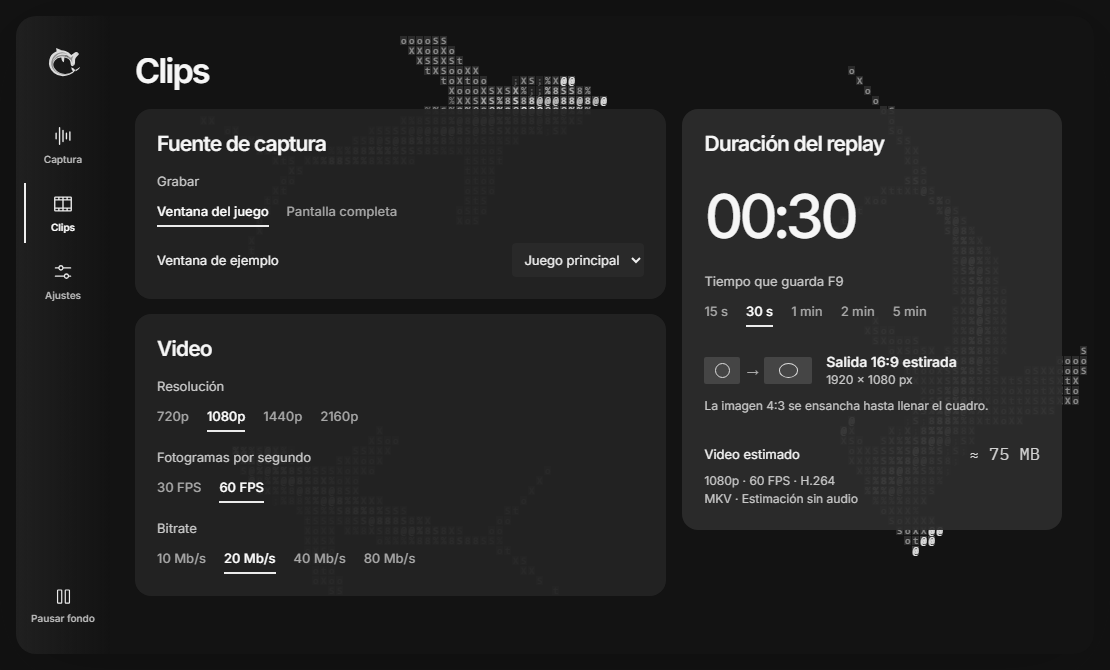 Clips
Captura
Clips
Ajustes
Pausar fondo
Fuente de captura
Grabar
Ventana del juego Pantalla completa
Ventana de ejemplo Juego principal
Video
Resolución
720p 1080p 1440p 2160p
Fotogramas por segundo
30 FPS 60 FPS
Bitrate
10 Mb/s 20 Mb/s 40 Mb/s 80 Mb/s
Duración del replay
00:30
Tiempo que guarda F9
15 s 30 s 1 min 2 min 5 min
→ Salida 16:9 estirada
1920 × 1080 px
La imagen 4:3 se ensancha hasta llenar el cuadro.
Video estimado ≈ 75 MB
1080p · 60 FPS · H.264
MKV · Estimación sin audio